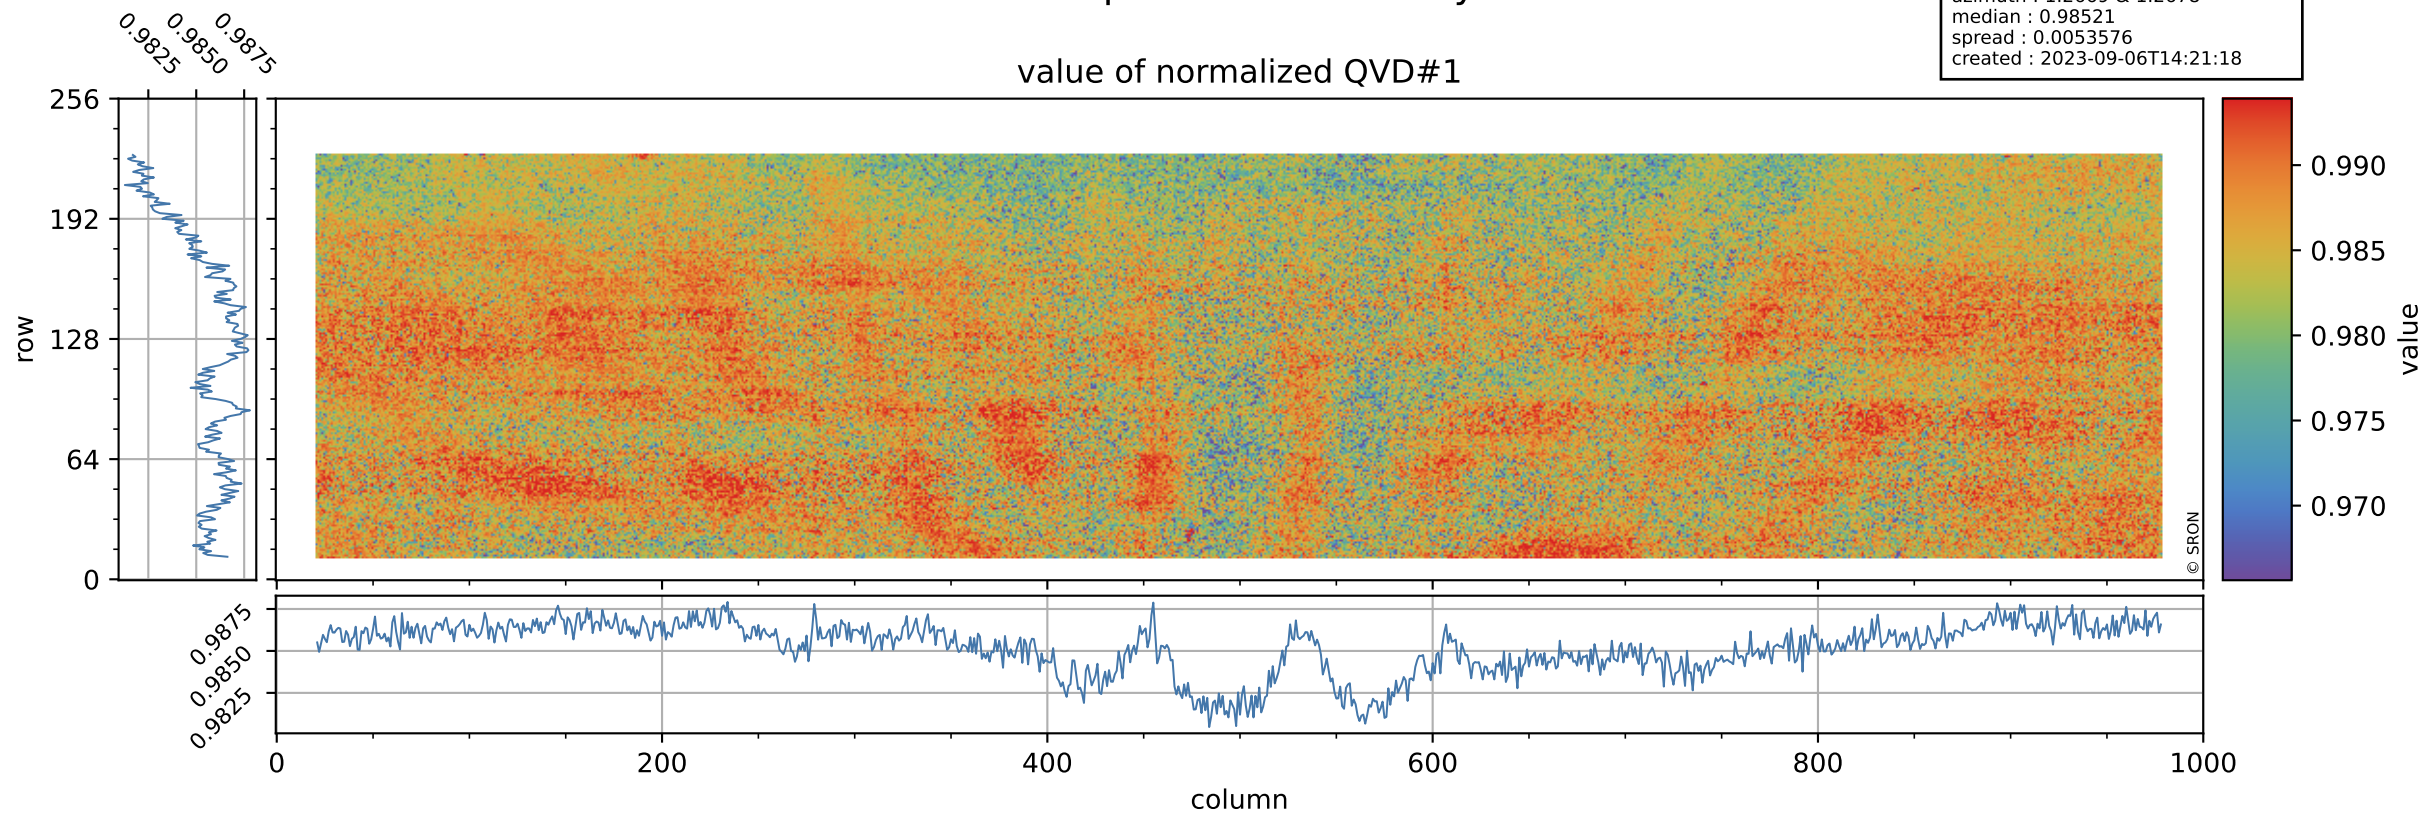 median : 0.98521
spread : 0.0053576
created : 2023-09-06T14:21:18
value of normalized QVD#1
0.9825 0.9850 0.9875
256
192
128
64
0
row
0.990
0.985
0.980
0.975
0.970
value
© SRON
0.9875
0.9850
0.9825
0 200 400 600 800 1000
column